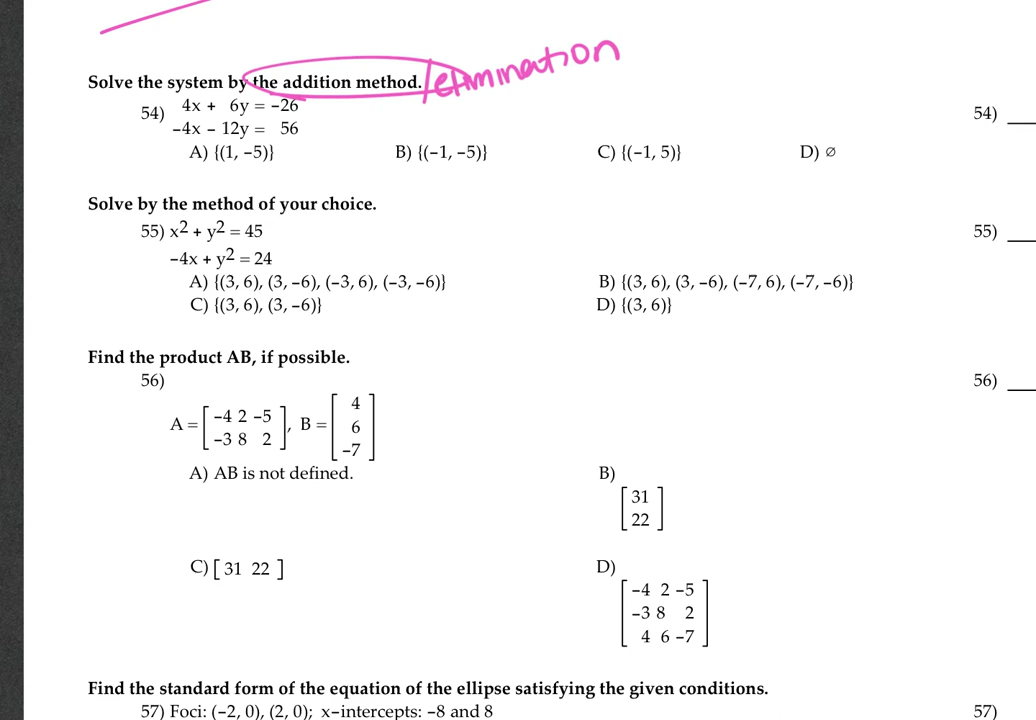 Solve the system by the addition method./elimination
54) 4x + 6y = -26 54)
-4x - 12y = 56
A) {(1, -5)} B) {(-1, -5)} C) {(-1, 5)} D) ∅
Solve by the method of your choice.
55) x² + y² = 45 55)
-4x + y² = 24
A) {(3, 6), (3, -6), (-3, 6), (-3, -6)} B) {(3, 6), (3, -6), (-7, 6), (-7, -6)}
C) {(3, 6), (3, -6)} D) {(3, 6)}
Find the product AB, if possible.
56) 56)
A = [ -4 2 -5
-3 8 2 ], B = [ 4
6
-7 ]
A) AB is not defined. B)
[ 31
22 ]
C) [ 31 22 ] D)
[ -4 2 -5
-3 8 2
4 6 -7 ]
Find the standard form of the equation of the ellipse satisfying the given conditions.
57) Foci: (-2, 0), (2, 0); x-intercepts: -8 and 8 57)